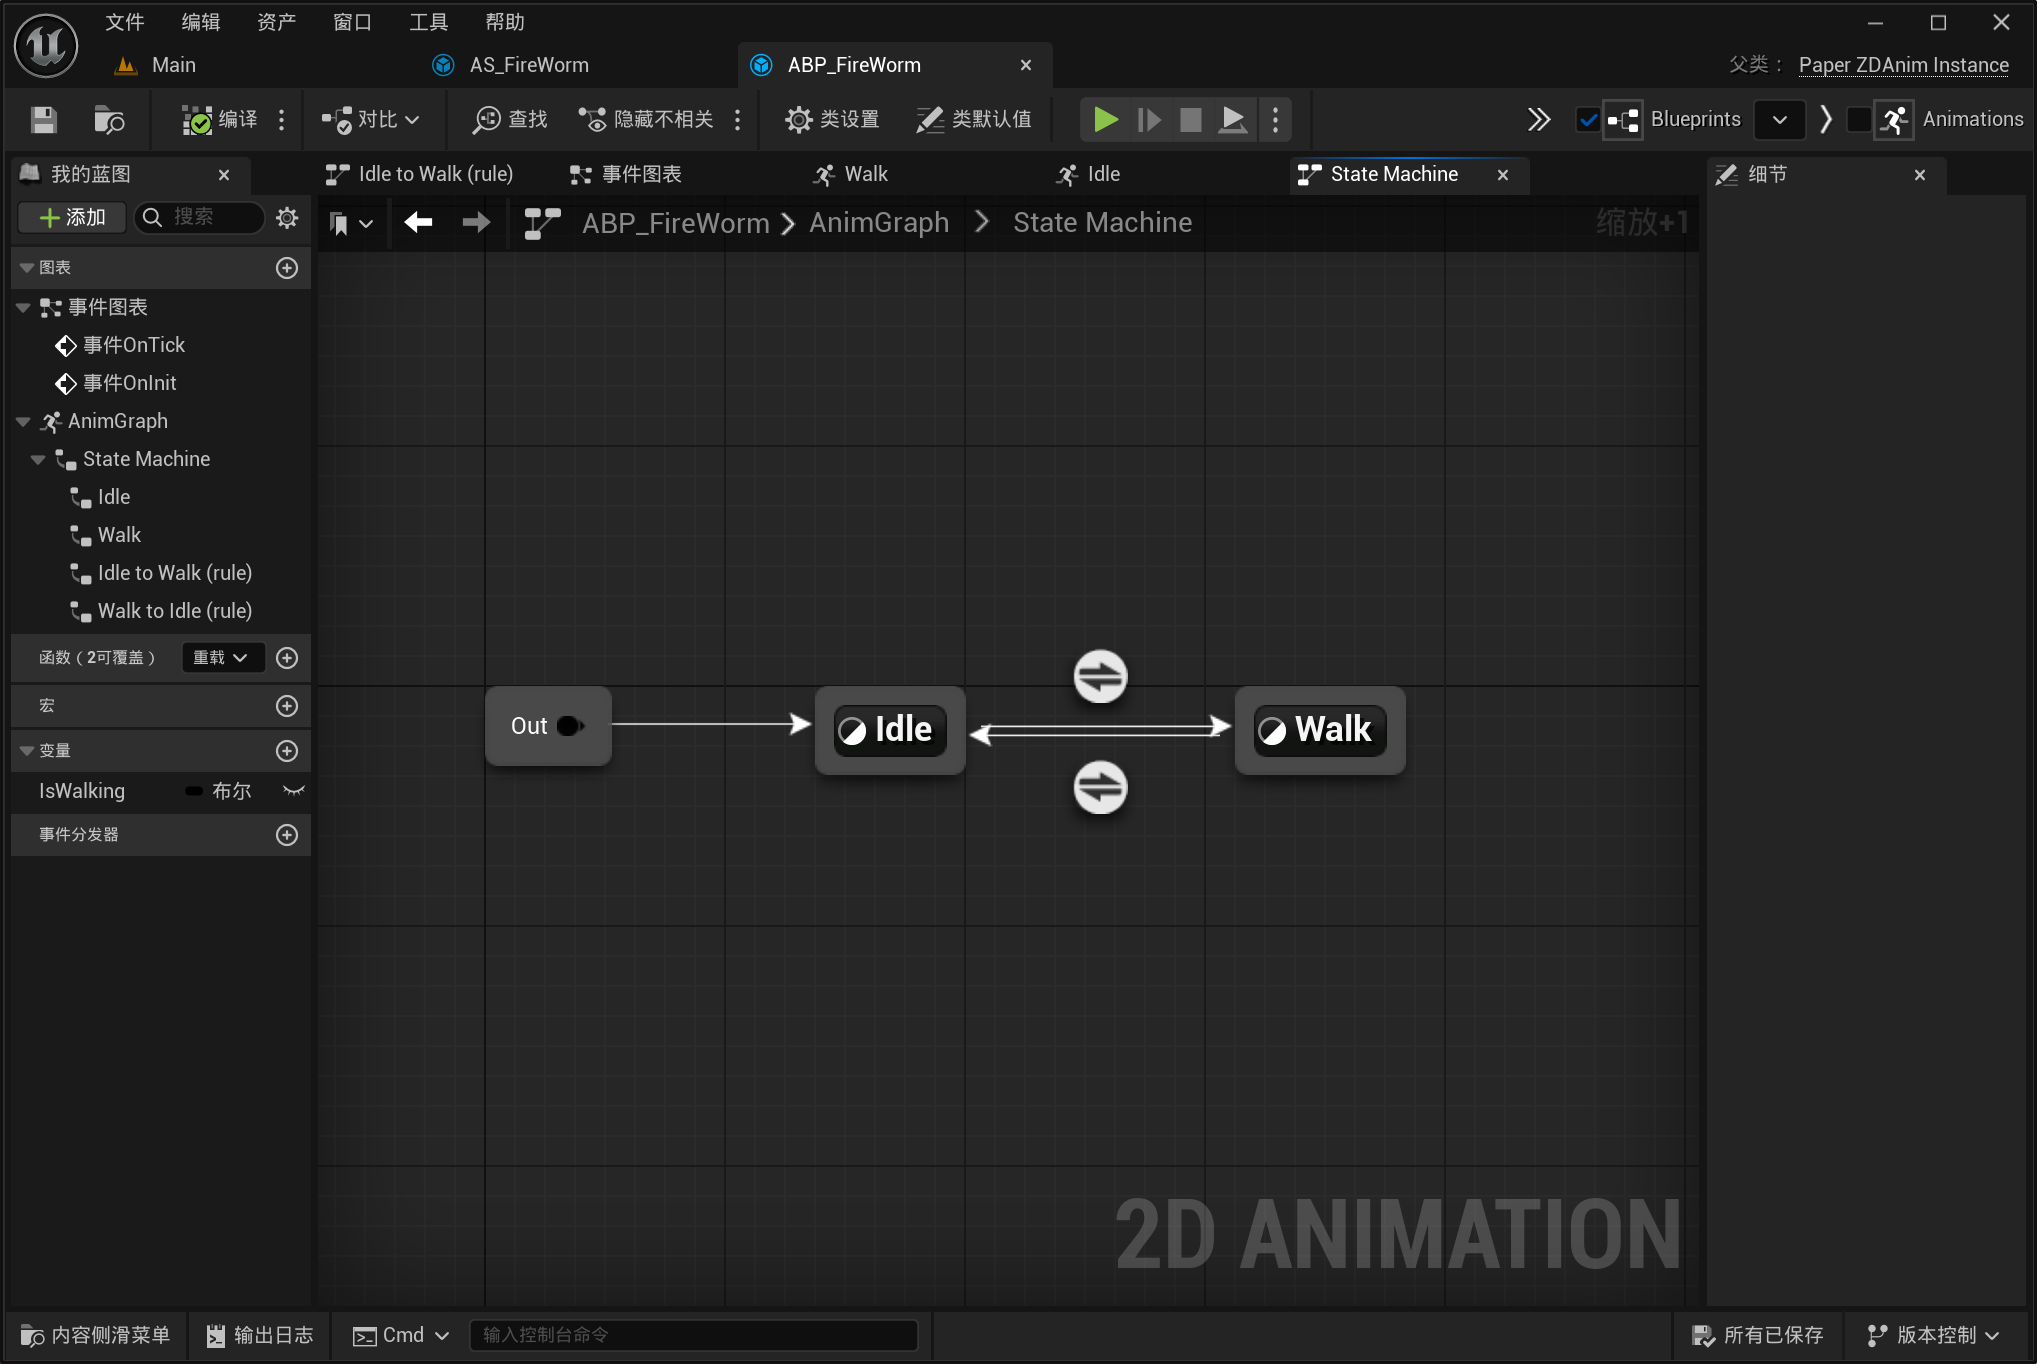 文件 编辑 资产 窗口 工具 帮助
Main AS_FireWorm ABP_FireWorm 父类： Paper ZDAnim Instance
编译 对比 查找 隐藏不相关 类设置 类默认值 Blueprints Animations
我的蓝图 Idle to Walk (rule) 事件图表 Walk Idle State Machine 细节
添加 搜索 ABP_FireWorm AnimGraph State Machine 缩放+1
图表
事件图表
事件OnTick
事件OnInit
AnimGraph
State Machine
Idle
Walk
Idle to Walk (rule)
Walk to Idle (rule)
函数（2可覆盖） 重载
宏
变量
IsWalking 布尔
事件分发器
Out Idle Walk
2D ANIMATION
内容侧滑菜单 输出日志 Cmd 输入控制台命令 所有已保存 版本控制